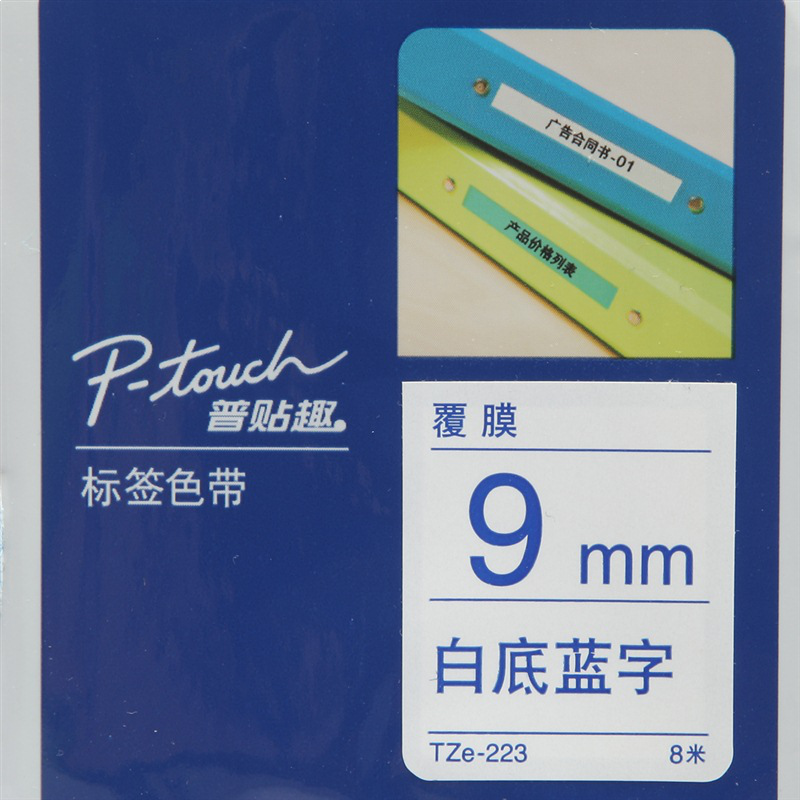 广告合同书-01
产品价格列表
P-touch
普贴趣
标签色带
覆膜
9 mm
白底蓝字
TZe-223 8米